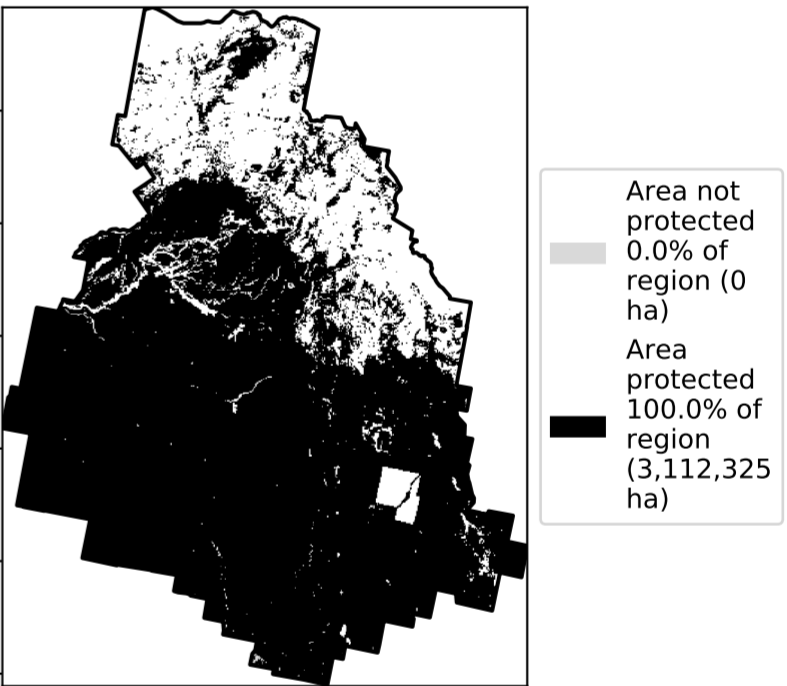 Area not
protected
0.0% of
region (0
ha)
Area
protected
100.0% of
region
(3,112,325
ha)